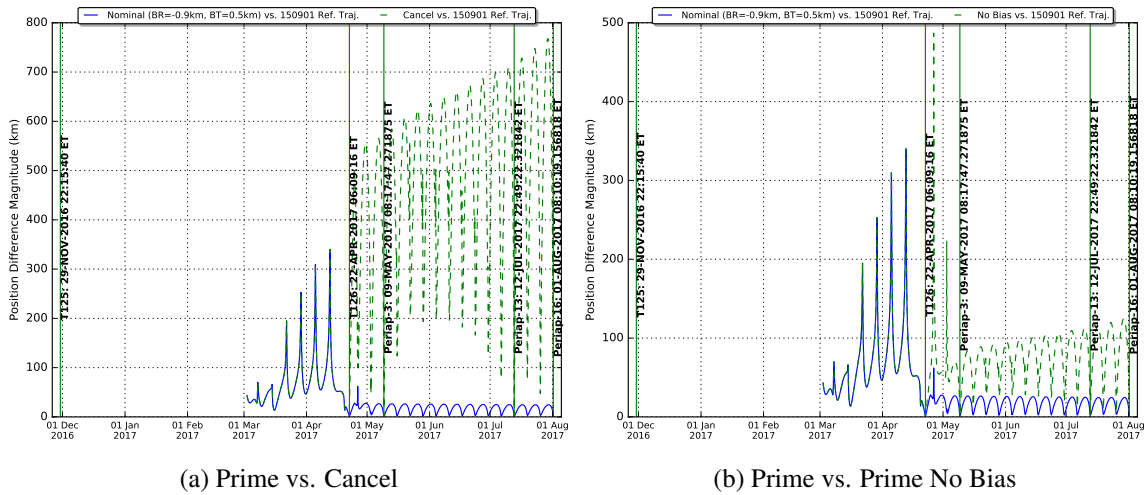 Nominal (BR=-0.9km, BT=0.5km) vs. 150901 Ref. Traj.
Cancel vs. 150901 Ref. Traj.
Position Difference Magnitude (km)
800
700
600
500
400
300
200
100
0
T125: 29-NOV-2016 22:15:40 ET
T126: 22-APR-2017 06:09:16 ET
Periap-3: 09-MAY-2017 08:17:47.271875 ET
Periap-13: 12-JUL-2017 22:49:22.321842 ET
Periap-16: 01-AUG-2017 08:10:19.156818 ET
01 Dec 01 Jan 01 Feb 01 Mar 01 Apr 01 May 01 Jun 01 Jul 01 Aug
2016 2017 2017 2017 2017 2017 2017 2017 2017
(a) Prime vs. Cancel
Nominal (BR=-0.9km, BT=0.5km) vs. 150901 Ref. Traj.
No Bias vs. 150901 Ref. Traj.
Position Difference Magnitude (km)
500
400
300
200
100
0
T125: 29-NOV-2016 22:15:40 ET
T126: 22-APR-2017 06:09:16 ET
Periap-3: 09-MAY-2017 08:17:47.271875 ET
Periap-13: 12-JUL-2017 22:49:22.321842 ET
Periap-16: 01-AUG-2017 08:10:19.156818 ET
01 Dec 01 Jan 01 Feb 01 Mar 01 Apr 01 May 01 Jun 01 Jul 01 Aug
2016 2017 2017 2017 2017 2017 2017 2017 2017
(b) Prime vs. Prime No Bias